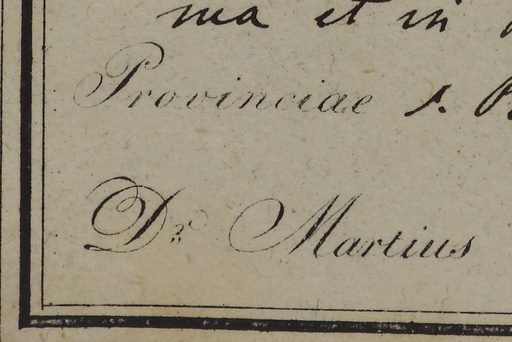 ma et in
Provinciae s. P
Dr. Martius